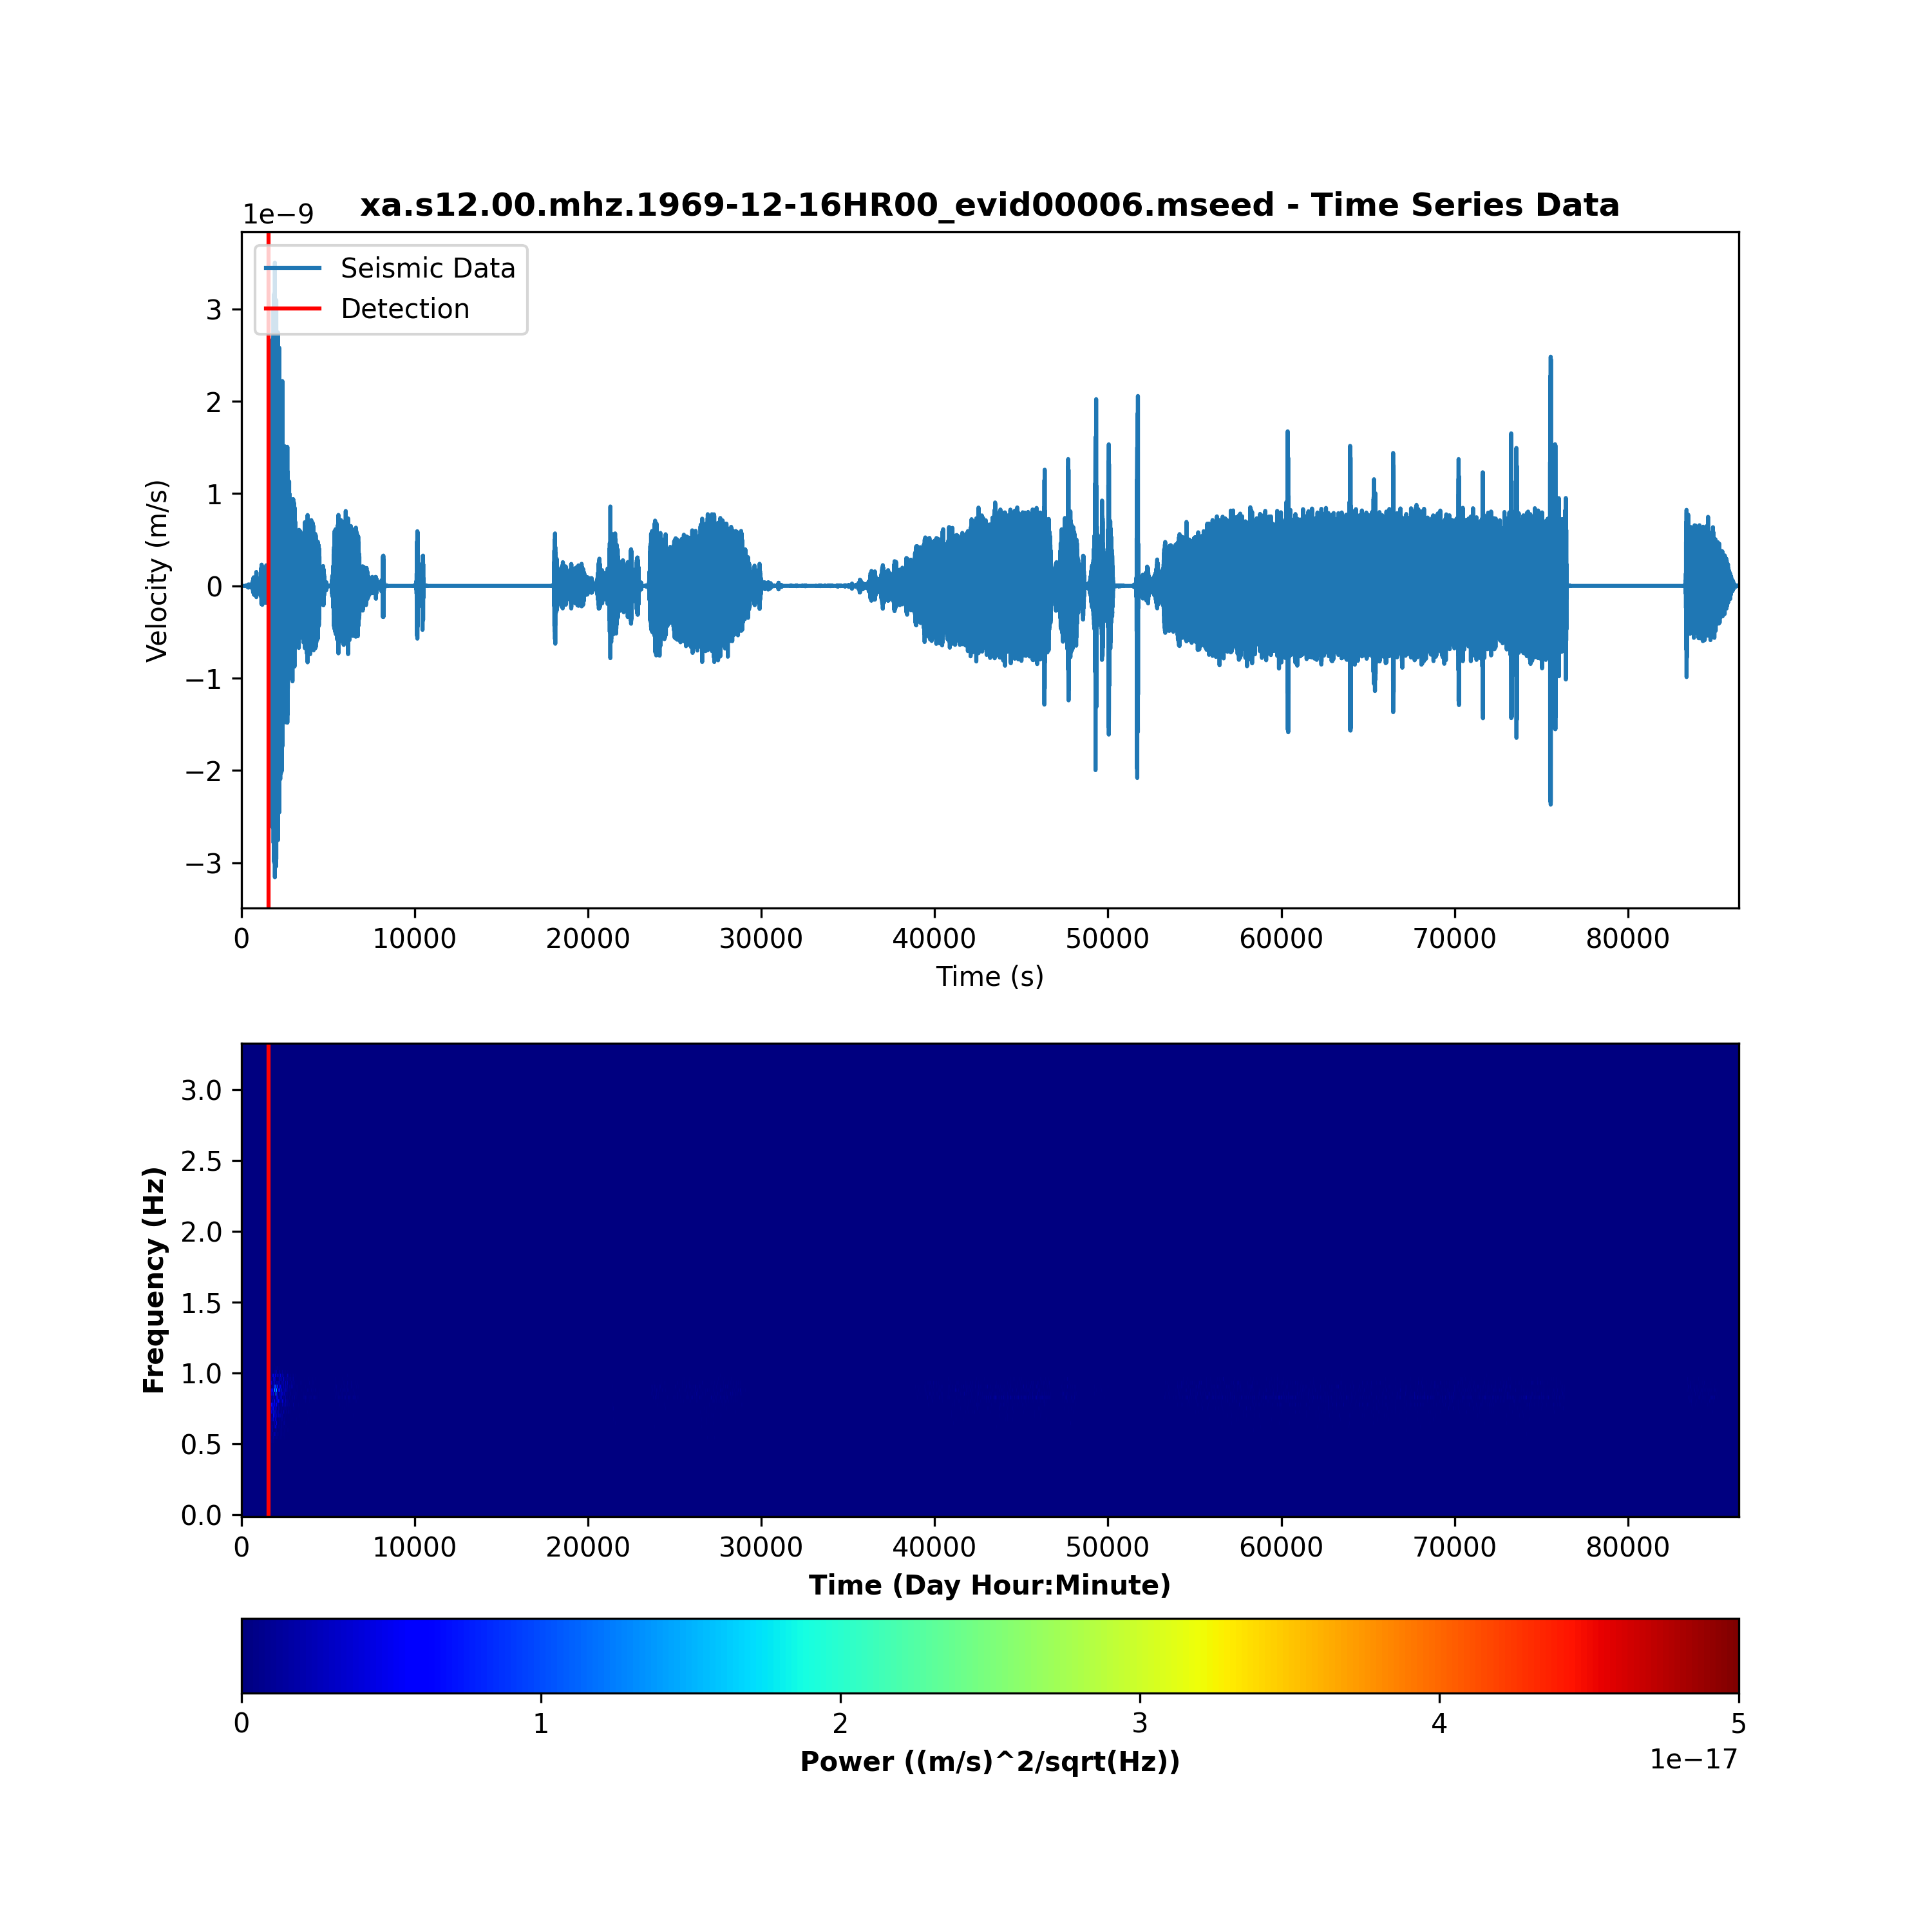 xa.s12.00.mhz.1969-12-16HR00_evid00006.mseed - Time Series Data
1e−9
Seismic Data
Detection
Velocity (m/s)
3
2
1
0
−1
−2
−3
0 10000 20000 30000 40000 50000 60000 70000 80000
Time (s)
Frequency (Hz)
3.0
2.5
2.0
1.5
1.0
0.5
0.0
0 10000 20000 30000 40000 50000 60000 70000 80000
Time (Day Hour:Minute)
0 1 2 3 4 5
Power ((m/s)^2/sqrt(Hz))
1e−17